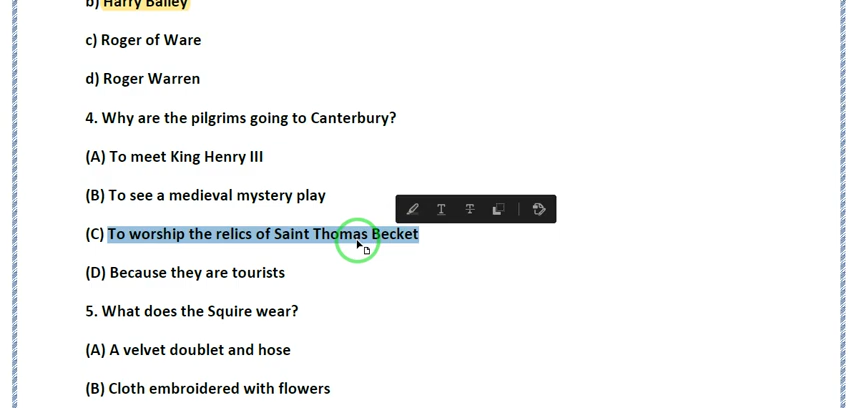 b) Harry Bailey
c) Roger of Ware
d) Roger Warren
4. Why are the pilgrims going to Canterbury?
(A) To meet King Henry III
(B) To see a medieval mystery play
(C) To worship the relics of Saint Thomas Becket
(D) Because they are tourists
5. What does the Squire wear?
(A) A velvet doublet and hose
(B) Cloth embroidered with flowers